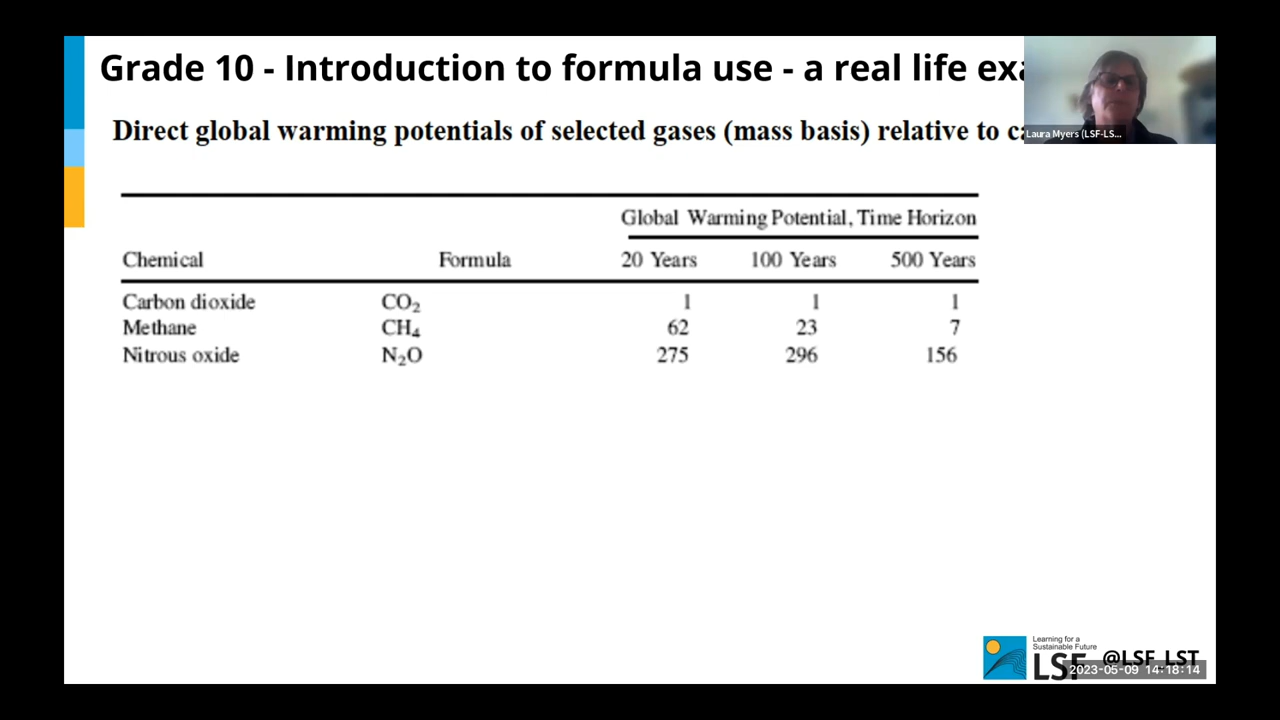 Grade 10 - Introduction to formula use - a real life
Direct global warming potentials of selected gases (mass basis) relative to
Laura Myers (LSF-LS...
Global Warming Potential, Time Horizon
Chemical Formula 20 Years 100 Years 500 Years
Carbon dioxide CO₂ 1 1 1
Methane CH₄ 62 23 7
Nitrous oxide N₂O 275 296 156
Learning for a
Sustainable Future
LSF @LSF_LST
2023-05-09 14:18:14